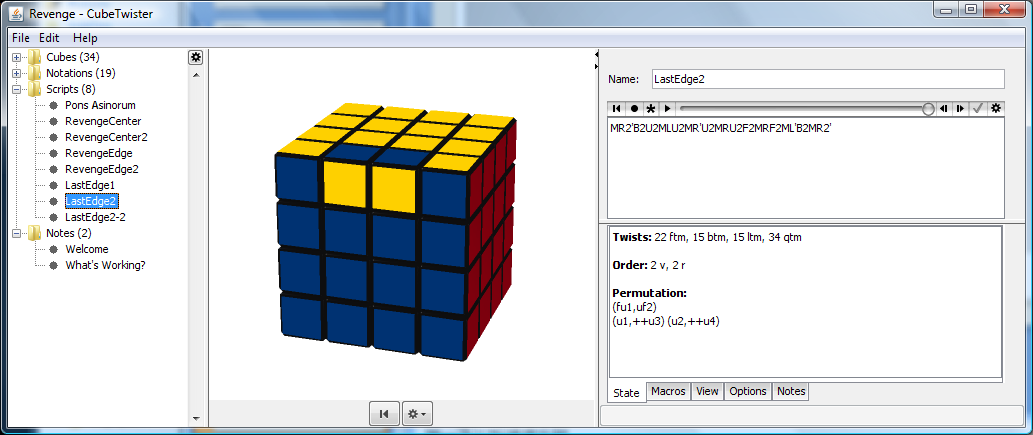 Revenge - CubeTwister
File Edit Help
Cubes (34)
Notations (19)
Scripts (8)
Pons Asinorum
RevengeCenter
RevengeCenter2
RevengeEdge
RevengeEdge2
LastEdge1
LastEdge2
LastEdge2-2
Notes (2)
Welcome
What's Working?
Name: LastEdge2
MR2'B2U2MLU2MR'U2MRU2F2MRF2ML'B2MR2'
Twists: 22 ftm, 15 btm, 15 ltm, 34 qtm
Order: 2 v, 2 r
Permutation:
(fu1,uf2)
(u1,++u3) (u2,++u4)
State Macros View Options Notes